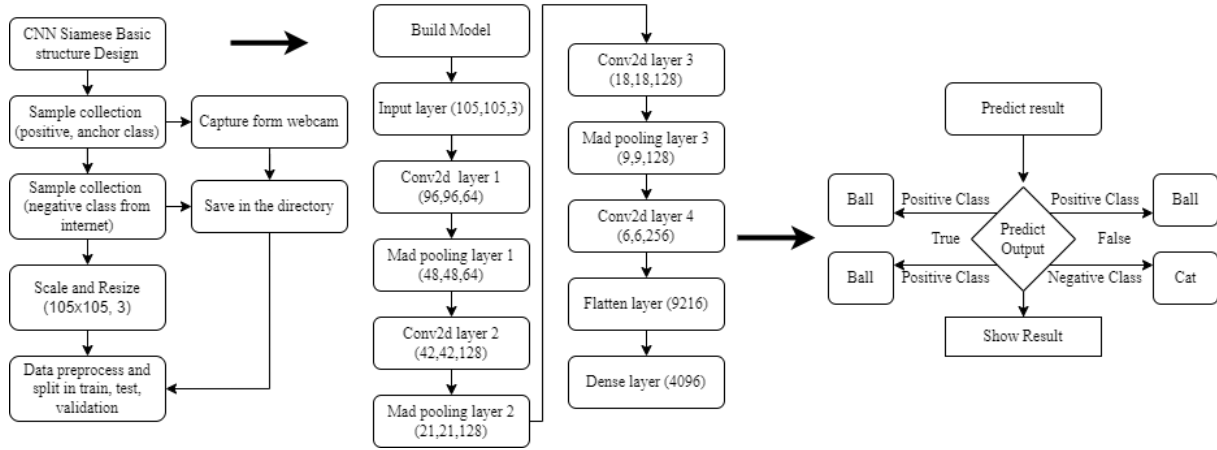 CNN Siamese Basic
structure Design
Sample collection
(positive, anchor class)
Capture form webcam
Sample collection
(negative class from
internet)
Save in the directory
Scale and Resize
(105x105, 3)
Data preprocess and
split in train, test,
validation
Build Model
Input layer (105,105,3)
Conv2d layer 1
(96,96,64)
Mad pooling layer 1
(48,48,64)
Conv2d layer 2
(42,42,128)
Mad pooling layer 2
(21,21,128)
Conv2d layer 3
(18,18,128)
Mad pooling layer 3
(9,9,128)
Conv2d layer 4
(6,6,256)
Flatten layer (9216)
Dense layer (4096)
Predict result
Ball
Positive Class
Positive Class
Ball
True
Predict
Output
False
Ball
Positive Class
Negative Class
Cat
Show Result